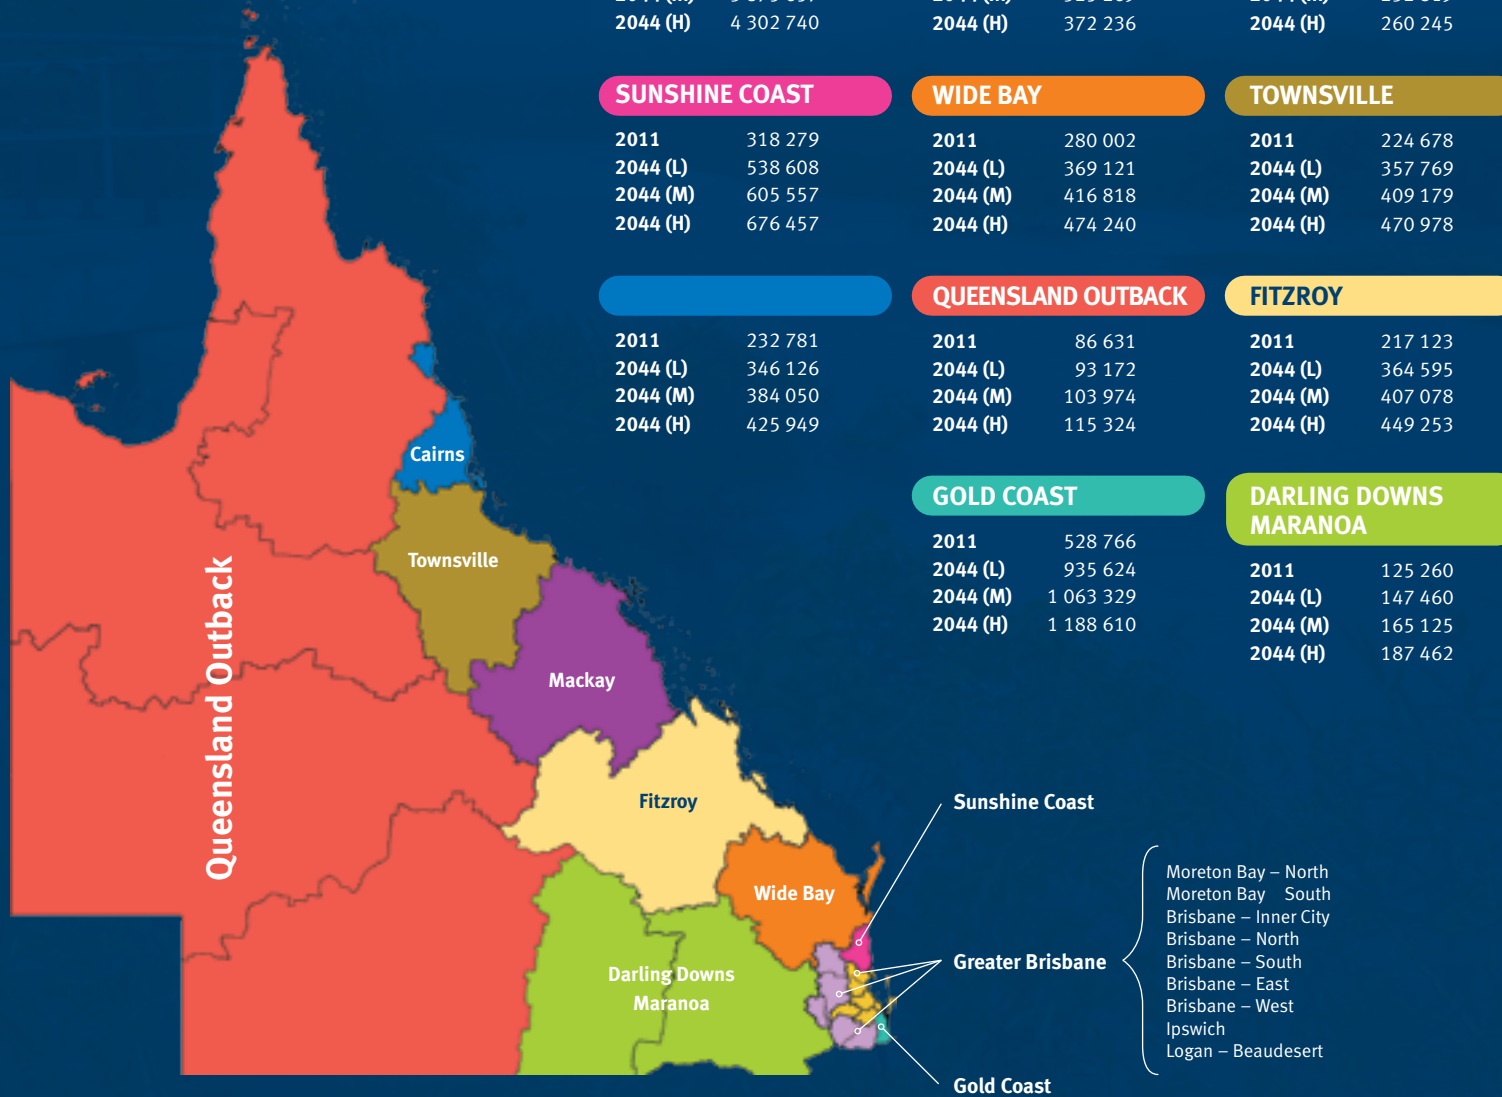 2044 (H) 4 302 740
2044 (H) 372 236
2044 (H) 260 245
SUNSHINE COAST
2011 318 279
2044 (L) 538 608
2044 (M) 605 557
2044 (H) 676 457
WIDE BAY
2011 280 002
2044 (L) 369 121
2044 (M) 416 818
2044 (H) 474 240
TOWNSVILLE
2011 224 678
2044 (L) 357 769
2044 (M) 409 179
2044 (H) 470 978
2011 232 781
2044 (L) 346 126
2044 (M) 384 050
2044 (H) 425 949
QUEENSLAND OUTBACK
2011 86 631
2044 (L) 93 172
2044 (M) 103 974
2044 (H) 115 324
FITZROY
2011 217 123
2044 (L) 364 595
2044 (M) 407 078
2044 (H) 449 253
GOLD COAST
2011 528 766
2044 (L) 935 624
2044 (M) 1 063 329
2044 (H) 1 188 610
DARLING DOWNS
MARANOA
2011 125 260
2044 (L) 147 460
2044 (M) 165 125
2044 (H) 187 462
Cairns
Townsville
Queensland Outback
Mackay
Fitzroy
Wide Bay
Darling Downs
Maranoa
Sunshine Coast
Greater Brisbane
Gold Coast
Moreton Bay – North
Moreton Bay South
Brisbane – Inner City
Brisbane – North
Brisbane – South
Brisbane – East
Brisbane – West
Ipswich
Logan – Beaudesert